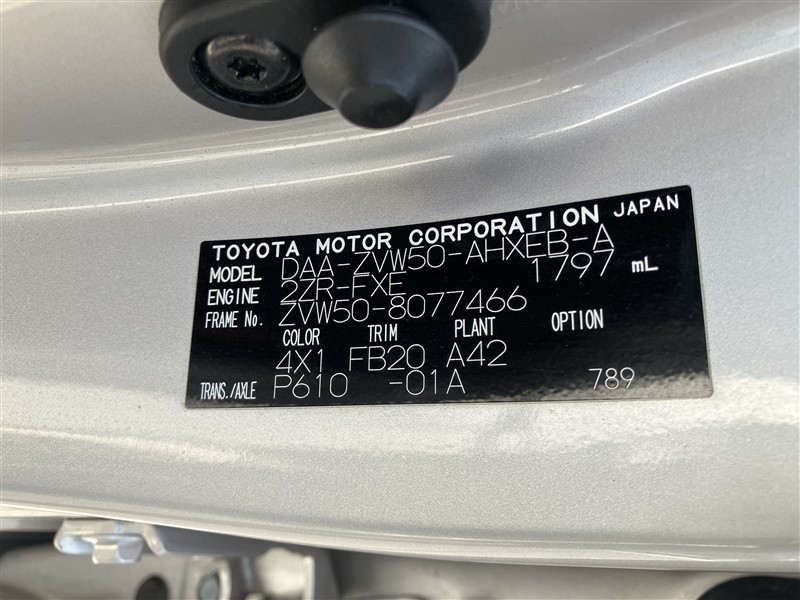 TOYOTA MOTOR CORPORATION JAPAN
MODEL DAA-ZVW50-AHXEB-A
ENGINE 2ZR-FXE 1797 mL
FRAME No. ZVW50-8077466
COLOR TRIM PLANT OPTION
4X1 FB20 A42
TRANS./AXLE P610 -01A 789